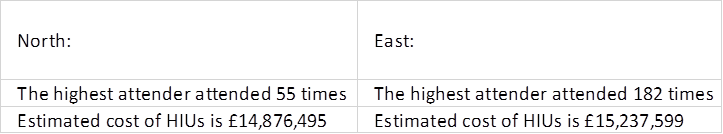 North:
East:
The highest attender attended 55 times
The highest attender attended 182 times
Estimated cost of HIUs is £14,876,495
Estimated cost of HIUs is £15,237,599